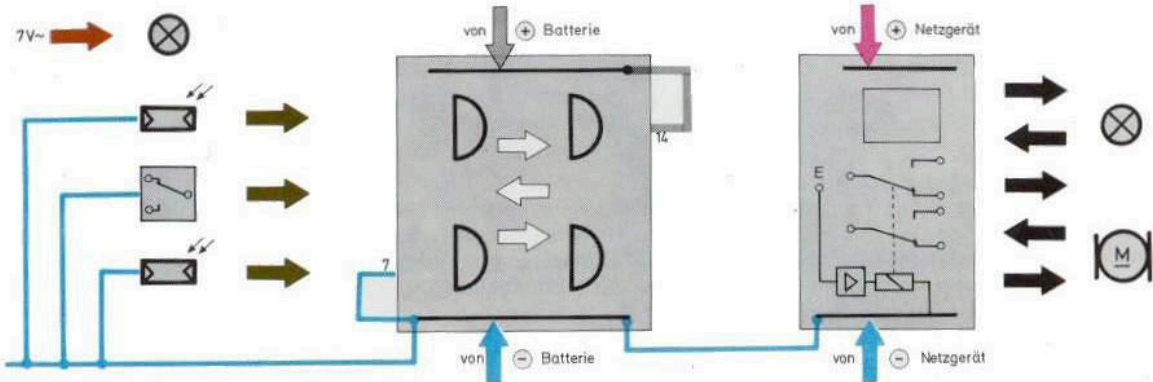 7V~
von + Batterie
von + Netzgerät
14
E
7
M
von - Batterie
von - Netzgerät